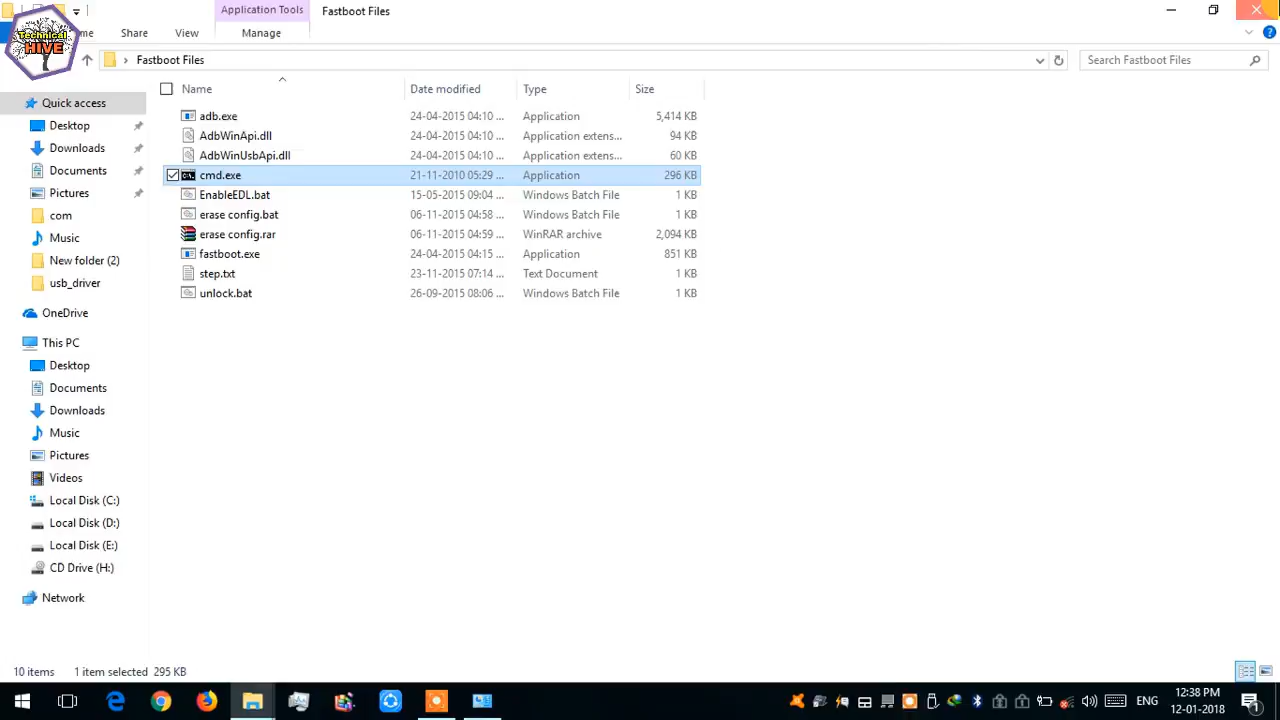 Application Tools
Fastboot Files
Technical
HIVE
me
Share
View
Manage
Fastboot Files
Search Fastboot Files
Name
Date modified
Type
Size
Quick access
Desktop
Downloads
Documents
Pictures
com
Music
New folder (2)
usb_driver
OneDrive
This PC
Desktop
Documents
Downloads
Music
Pictures
Videos
Local Disk (C:)
Local Disk (D:)
Local Disk (E:)
CD Drive (H:)
Network
adb.exe 24-04-2015 04:10 ... Application 5,414 KB
AdbWinApi.dll 24-04-2015 04:10 ... Application extens... 94 KB
AdbWinUsbApi.dll 24-04-2015 04:10 ... Application extens... 60 KB
cmd.exe 21-11-2010 05:29 ... Application 296 KB
EnableEDL.bat 15-05-2015 09:04 ... Windows Batch File 1 KB
erase config.bat 06-11-2015 04:58 ... Windows Batch File 1 KB
erase config.rar 06-11-2015 04:59 ... WinRAR archive 2,094 KB
fastboot.exe 24-04-2015 04:15 ... Application 851 KB
step.txt 23-11-2015 07:14 ... Text Document 1 KB
unlock.bat 26-09-2015 08:06 ... Windows Batch File 1 KB
10 items 1 item selected 295 KB
ENG
12:38 PM
12-01-2018
1